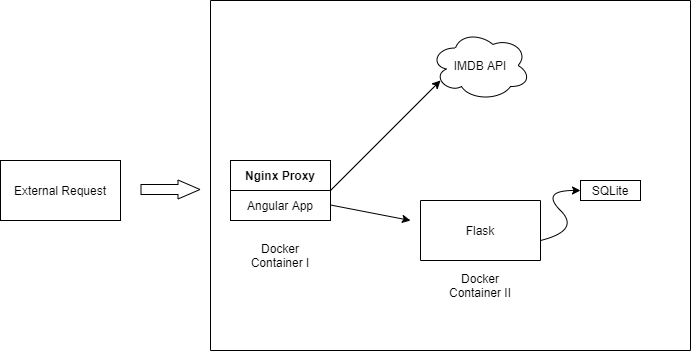 IMDB API
External Request
Nginx Proxy
Angular App
Docker
Container I
Flask
SQLite
Docker
Container II